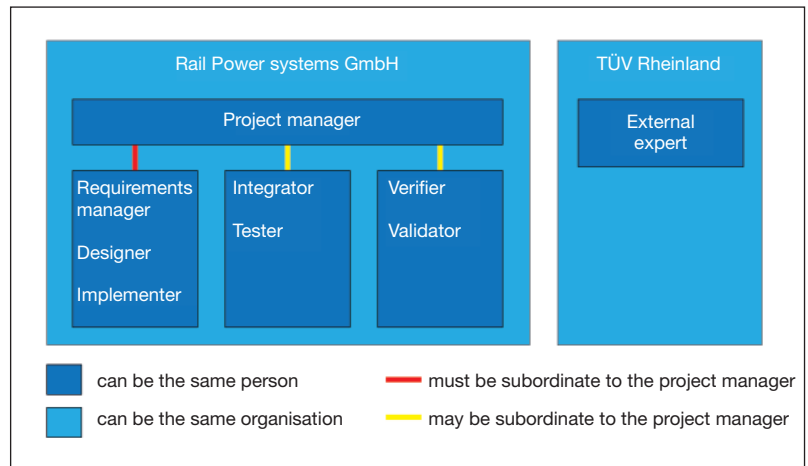 Rail Power systems GmbH
TÜV Rheinland
Project manager
External
expert
Requirements
manager
Designer
Implementer
Integrator
Tester
Verifier
Validator
can be the same person
must be subordinate to the project manager
can be the same organisation
may be subordinate to the project manager